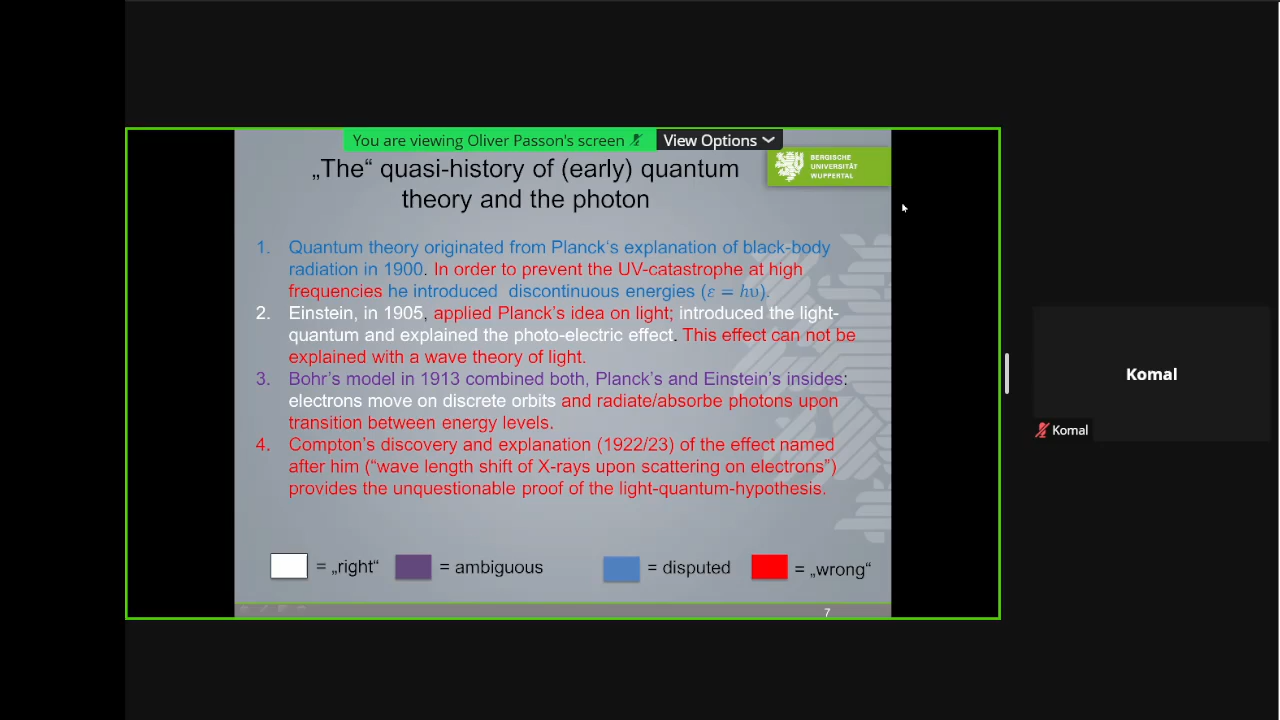 You are viewing Oliver Passon's screen
View Options
„The“ quasi-history of (early) quantum
theory and the photon
BERGISCHE
UNIVERSITÄT
WUPPERTAL
1. Quantum theory originated from Planck‘s explanation of black-body
radiation in 1900. In order to prevent the UV-catastrophe at high
frequencies he introduced discontinuous energies (ε = hυ).
2. Einstein, in 1905, applied Planck’s idea on light; introduced the light-
quantum and explained the photo-electric effect. This effect can not be
explained with a wave theory of light.
3. Bohr’s model in 1913 combined both, Planck’s and Einstein’s insides:
electrons move on discrete orbits and radiate/absorbe photons upon
transition between energy levels.
4. Compton’s discovery and explanation (1922/23) of the effect named
after him (“wave length shift of X-rays upon scattering on electrons”)
provides the unquestionable proof of the light-quantum-hypothesis.
= „right“ = ambiguous = disputed = „wrong“
7
Komal
Komal